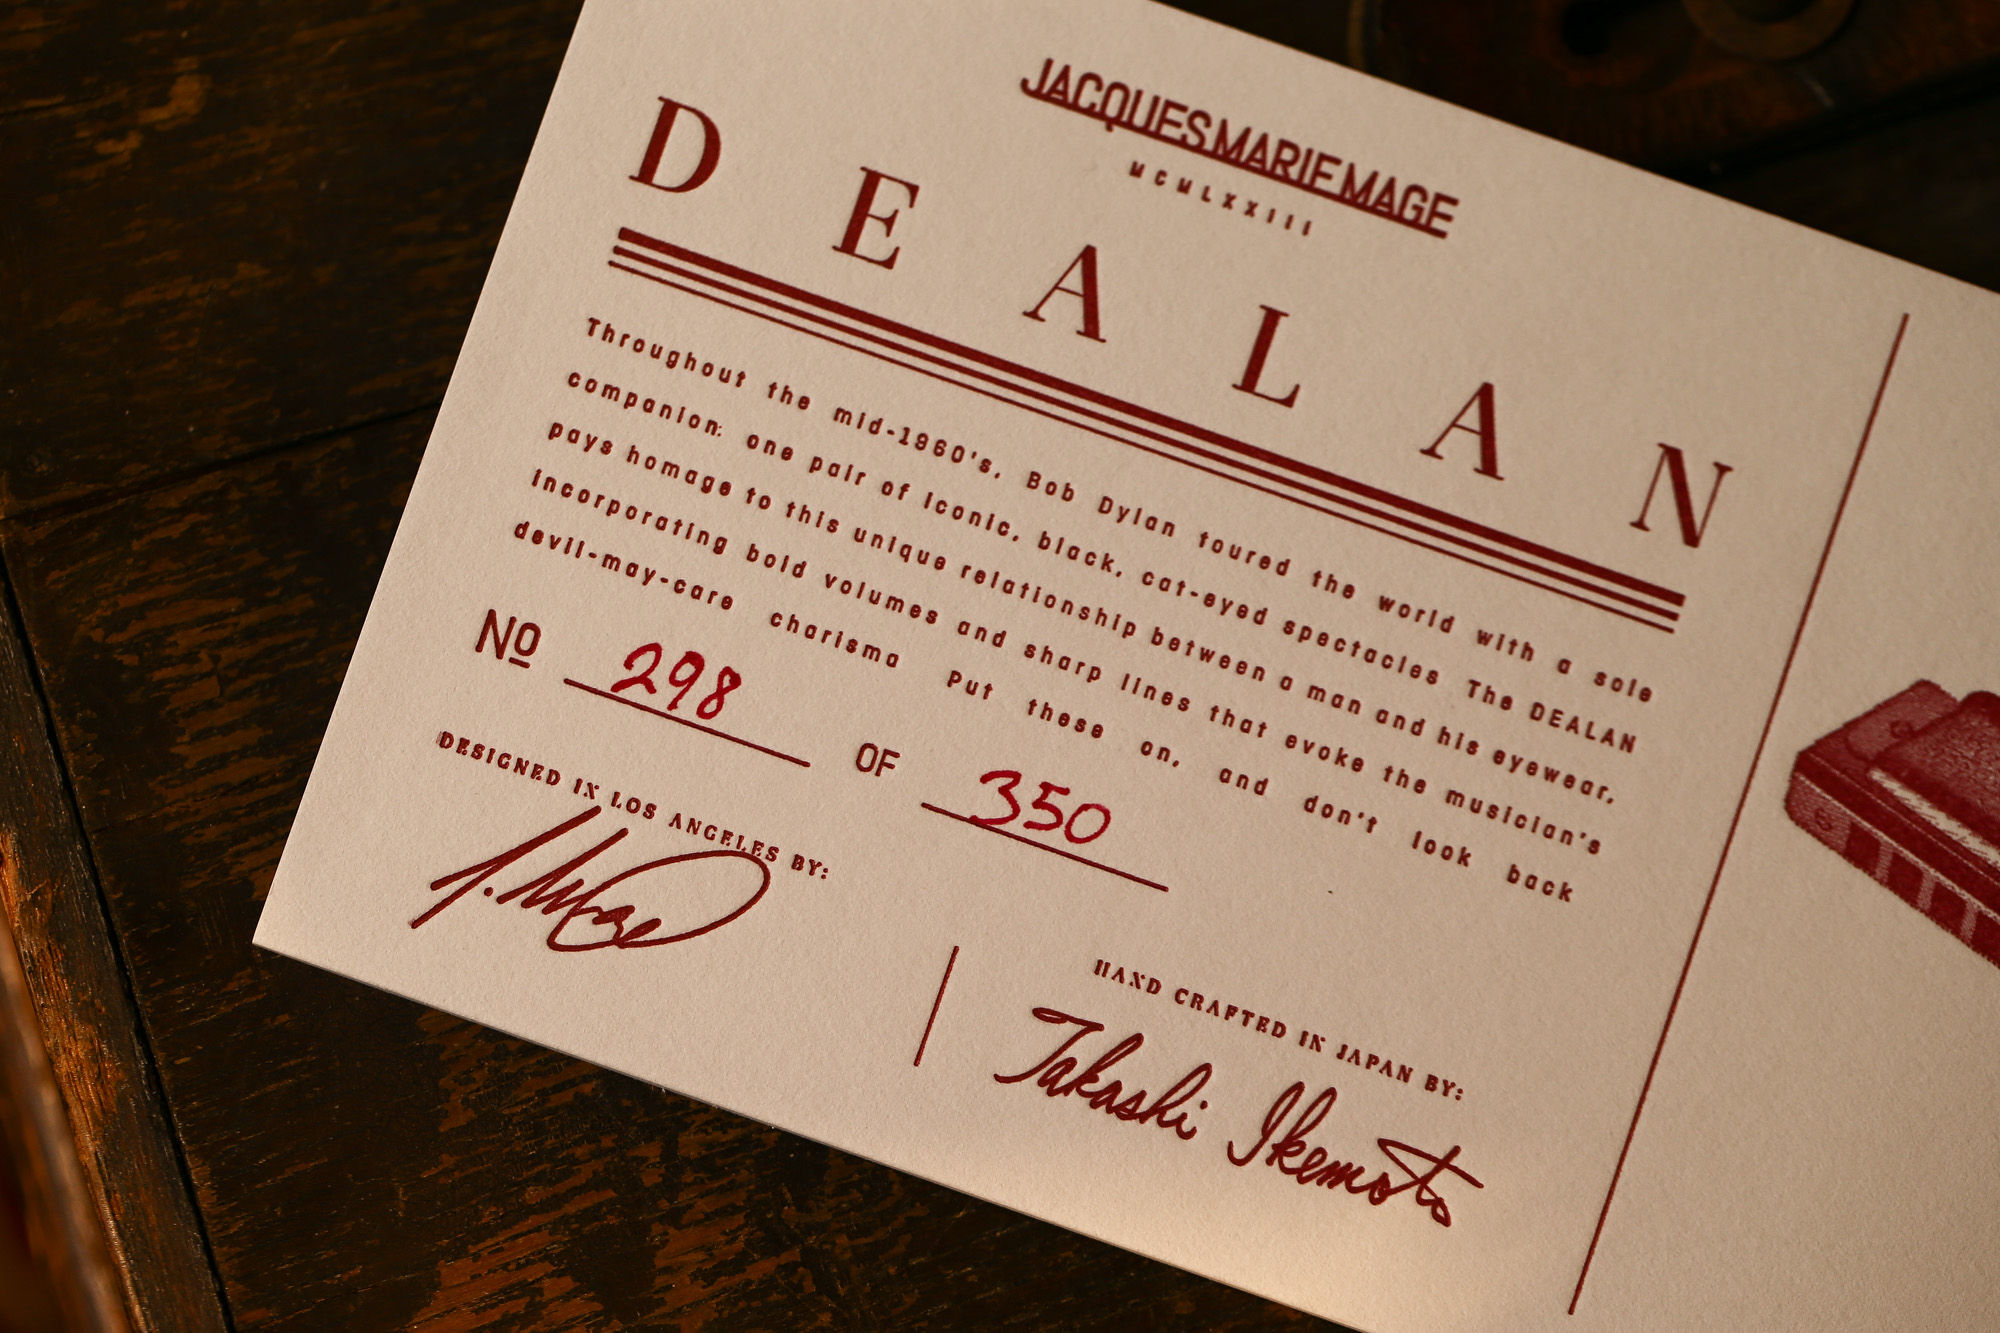 JACQUES MARIE MAGE
MCMLXXIII
DEALAN
Throughout the mid-1960's, Bob Dylan toured the world with a sole
companion: one pair of iconic, black, cat-eyed spectacles The DEALAN
pays homage to this unique relationship between a man and his eyewear,
incorporating bold volumes and sharp lines that evoke the musician's
devil-may-care charisma Put these on, and don't look back
No 298 OF 350
DESIGNED IN LOS ANGELES BY:
HAND CRAFTED IN JAPAN BY:
Takashi Ikemoto